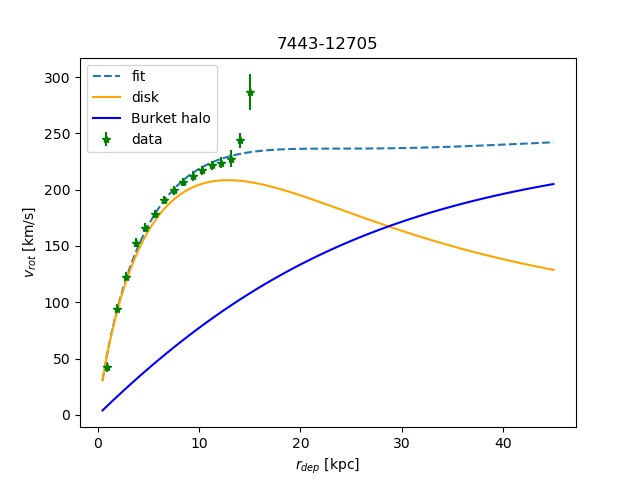 7443-12705
fit
disk
Burket halo
data
300
250
200
150
100
50
0
v_rot [km/s]
0 10 20 30 40
r_dep [kpc]